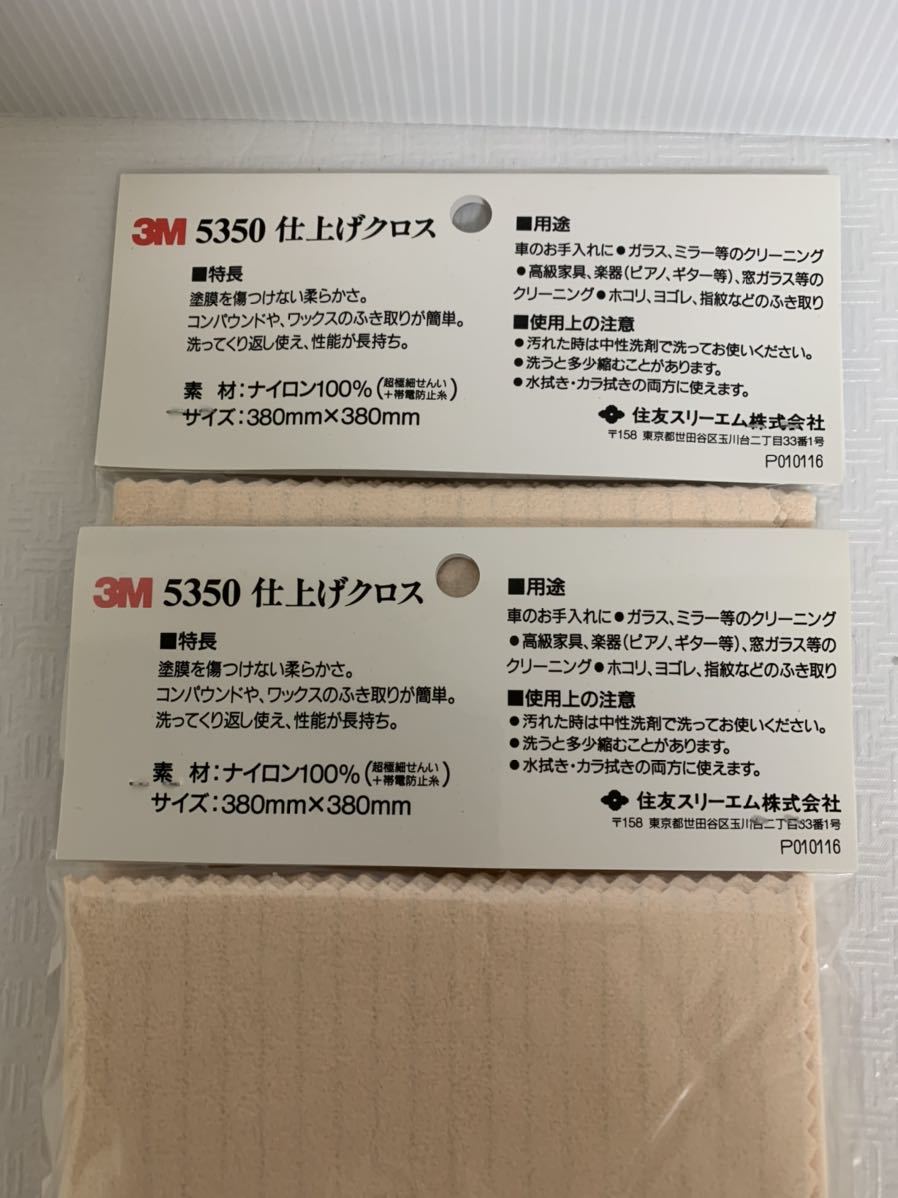 3M 5350 仕上げクロス
■特長
塗膜を傷つけない柔らかさ。
コンパウンドや、ワックスのふき取りが簡単。
洗ってくり返し使え、性能が長持ち。
素 材：ナイロン100%（超極細せんい＋帯電防止糸）
サイズ：380mm×380mm
■用途
車のお手入れに●ガラス、ミラー等のクリーニング
●高級家具、楽器（ピアノ、ギター等）、窓ガラス等の
クリーニング●ホコリ、ヨゴレ、指紋などのふき取り
■使用上の注意
●汚れた時は中性洗剤で洗ってお使いください。
●洗うと多少縮むことがあります。
●水拭き・カラ拭きの両方に使えます。
住友スリーエム株式会社
〒158 東京都世田谷区玉川台二丁目33番1号
P010116
3M 5350 仕上げクロス
■特長
塗膜を傷つけない柔らかさ。
コンパウンドや、ワックスのふき取りが簡単。
洗ってくり返し使え、性能が長持ち。
素 材：ナイロン100%（超極細せんい＋帯電防止糸）
サイズ：380mm×380mm
■用途
車のお手入れに●ガラス、ミラー等のクリーニング
●高級家具、楽器（ピアノ、ギター等）、窓ガラス等の
クリーニング●ホコリ、ヨゴレ、指紋などのふき取り
■使用上の注意
●汚れた時は中性洗剤で洗ってお使いください。
●洗うと多少縮むことがあります。
●水拭き・カラ拭きの両方に使えます。
住友スリーエム株式会社
〒158 東京都世田谷区玉川台二丁目33番1号
P010116